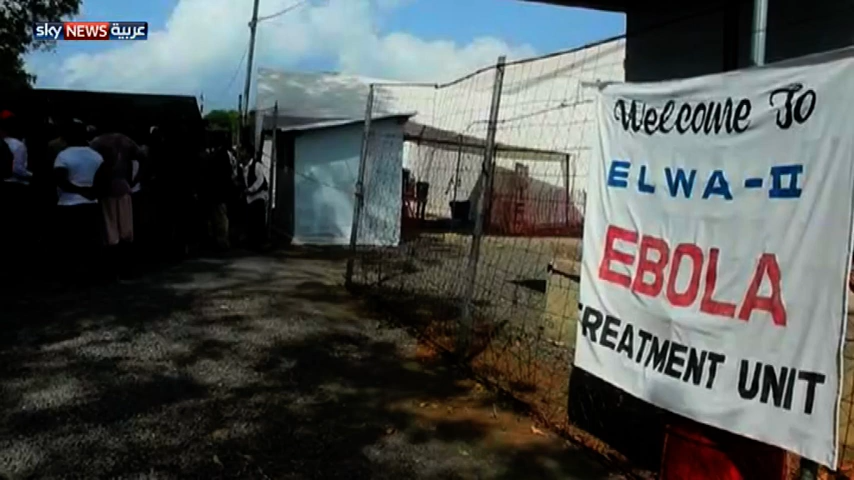 sky NEWS عربية
Welcome To
ELWA-II
EBOLA
TREATMENT UNIT